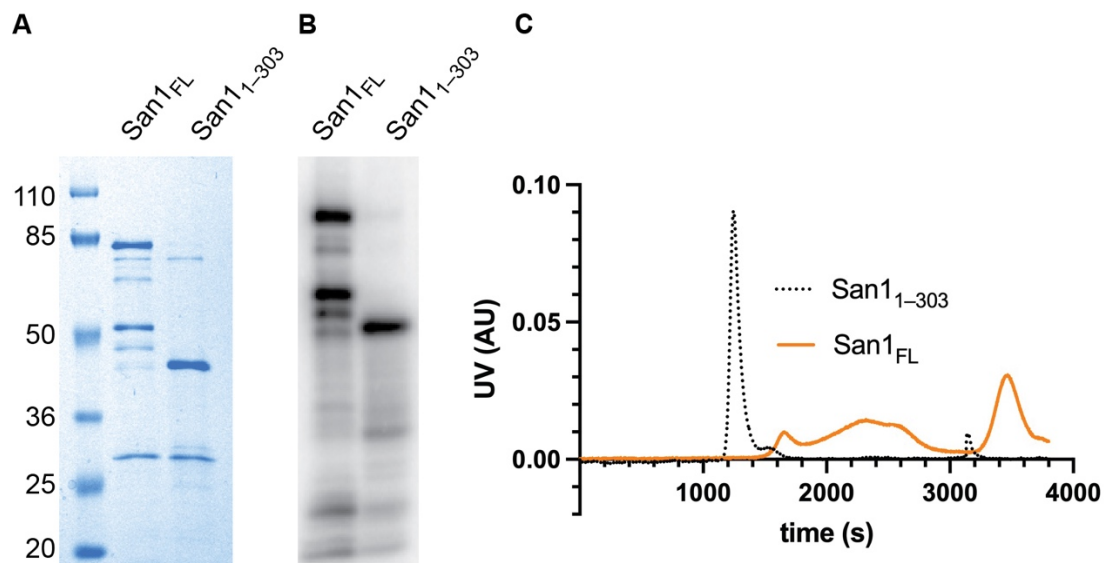 A
B
C
San1FL
San11–303
San1FL
San11–303
110
85
50
36
25
20
0.10
0.05
0.00
UV (AU)
San11–303
San1FL
1000
2000
3000
4000
time (s)